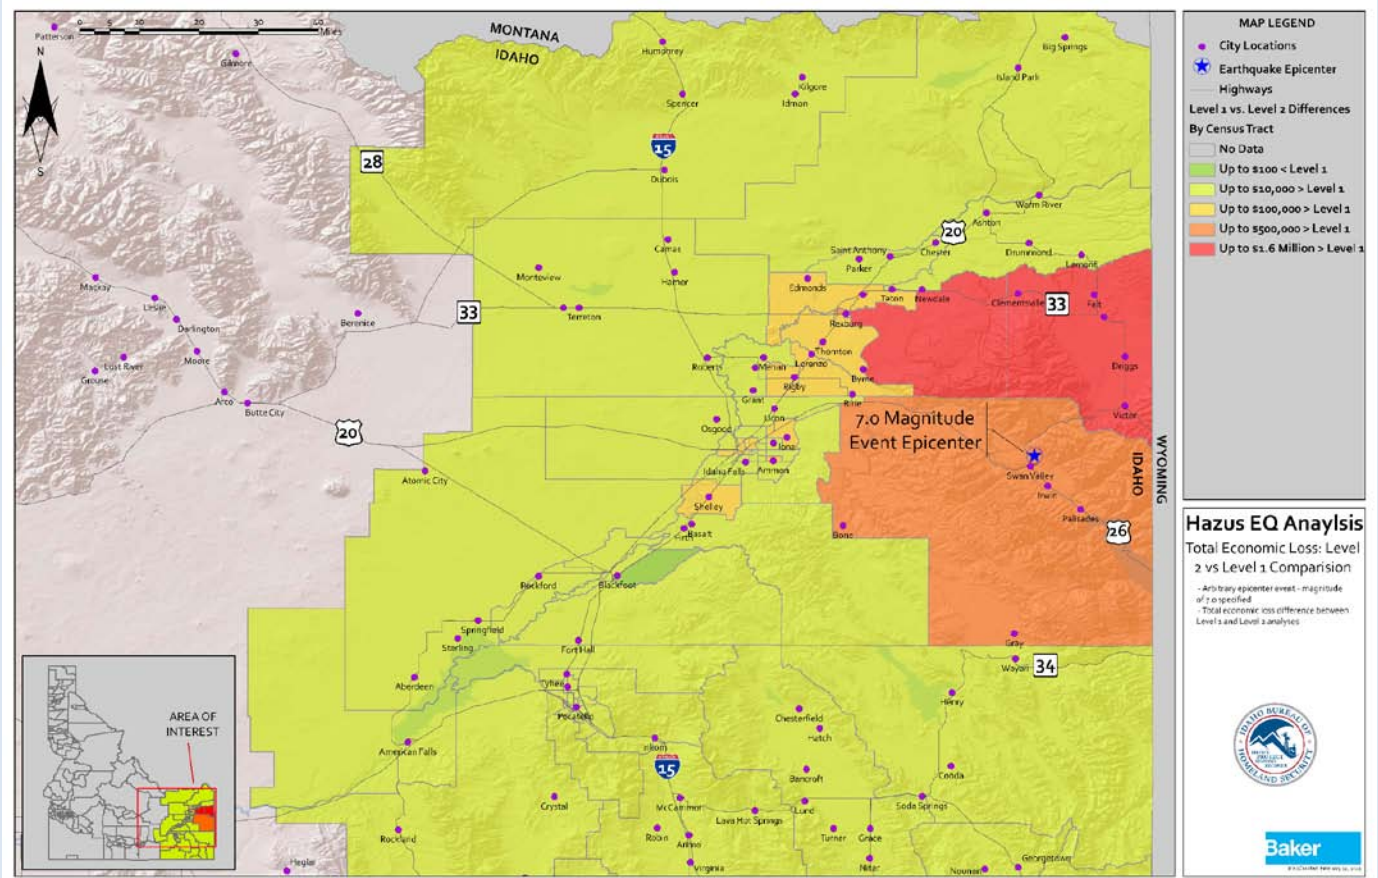 0 5 10 20 30 40
Miles
Patterson
N
S
Gilmore
MONTANA
IDAHO
Humphrey
Big Springs
Island Park
Kilgore
Idmon
Spencer
28
15
Dubois
Warm River
Ashton
20
Chester
Drummond
Lamont
Saint Anthony
Parker
Camas
Monteview
Hamer
Edmonds
Teton
Newdale
Clementsville
33
Felt
Mackay
Leslie
Darlington
Berenice
33
Terreton
Rexburg
Moore
Lost River
Grouse
Thornton
Lorenzo
Roberts
Menan
Rigby
Byrne
Driggs
Arco
Butte City
Grant
Ririe
Victor
20
Osgood
Ucon
Iona
7.0 Magnitude
Event Epicenter
Idaho Falls
Ammon
Swan Valley
Irwin
Atomic City
Shelley
Palisades
26
IDAHO
WYOMING
Basalt
Firth
Bone
Rockford
Blackfoot
Springfield
Sterling
Fort Hall
Gray
Wayan
34
Tyhee
Aberdeen
Pocatello
Henry
Chesterfield
Hatch
American Falls
Inkom
15
Bancroft
Conda
Crystal
McCammon
Lund
Soda Springs
Lava Hot Springs
Rockland
Robin
Arimo
Turner
Grace
Virginia
Niter
Georgetown
Nounan
Heglar
AREA OF
INTEREST
MAP LEGEND
City Locations
Earthquake Epicenter
Highways
Level 1 vs. Level 2 Differences
By Census Tract
No Data
Up to $100 < Level 1
Up to $10,000 > Level 1
Up to $100,000 > Level 1
Up to $500,000 > Level 1
Up to $1.6 Million > Level 1
Hazus EQ Anaylsis
Total Economic Loss: Level
2 vs Level 1 Comparision
- Arbitrary epicenter event - magnitude
of 7.0 specified
- Total economic loss difference between
Level 1 and Level 2 analyses
IDAHO BUREAU OF
HOMELAND SECURITY
Baker